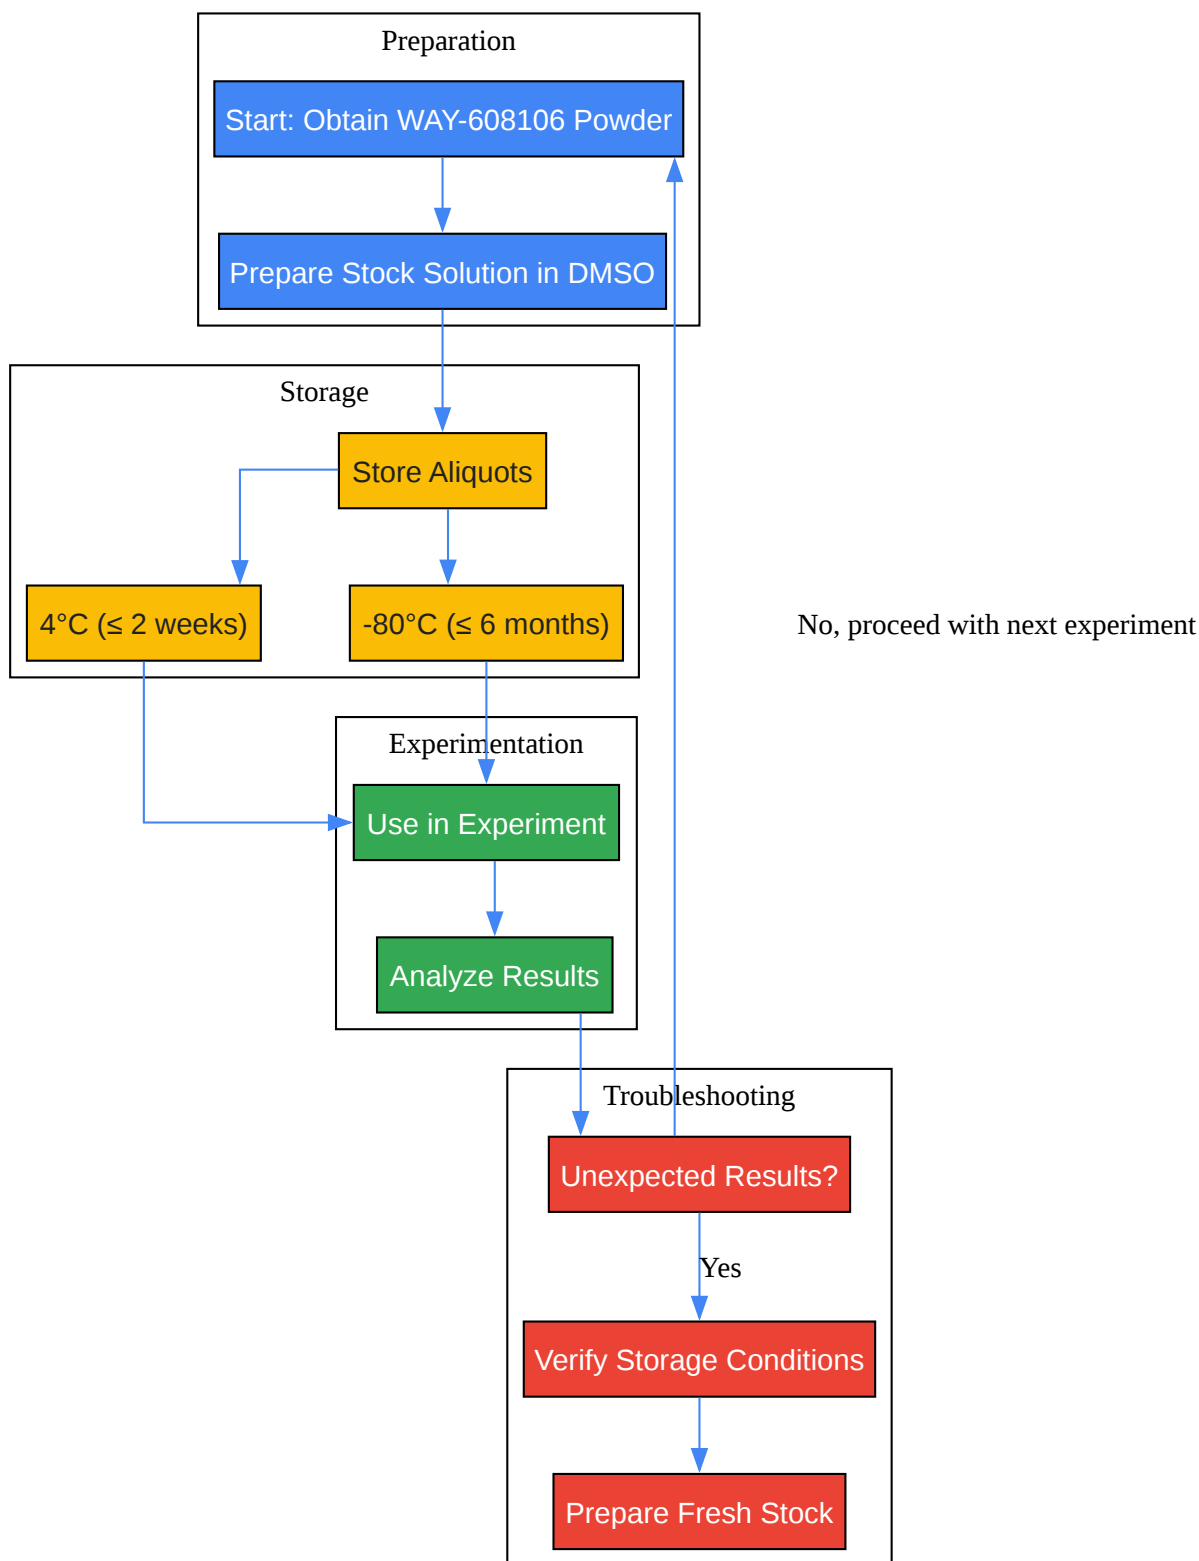 Preparation
Start: Obtain WAY-608106 Powder
Prepare Stock Solution in DMSO
Storage
Store Aliquots
4°C (≤ 2 weeks)
-80°C (≤ 6 months)
No, proceed with next experiment
Experimentation
Use in Experiment
Analyze Results
Troubleshooting
Unexpected Results?
Yes
Verify Storage Conditions
Prepare Fresh Stock